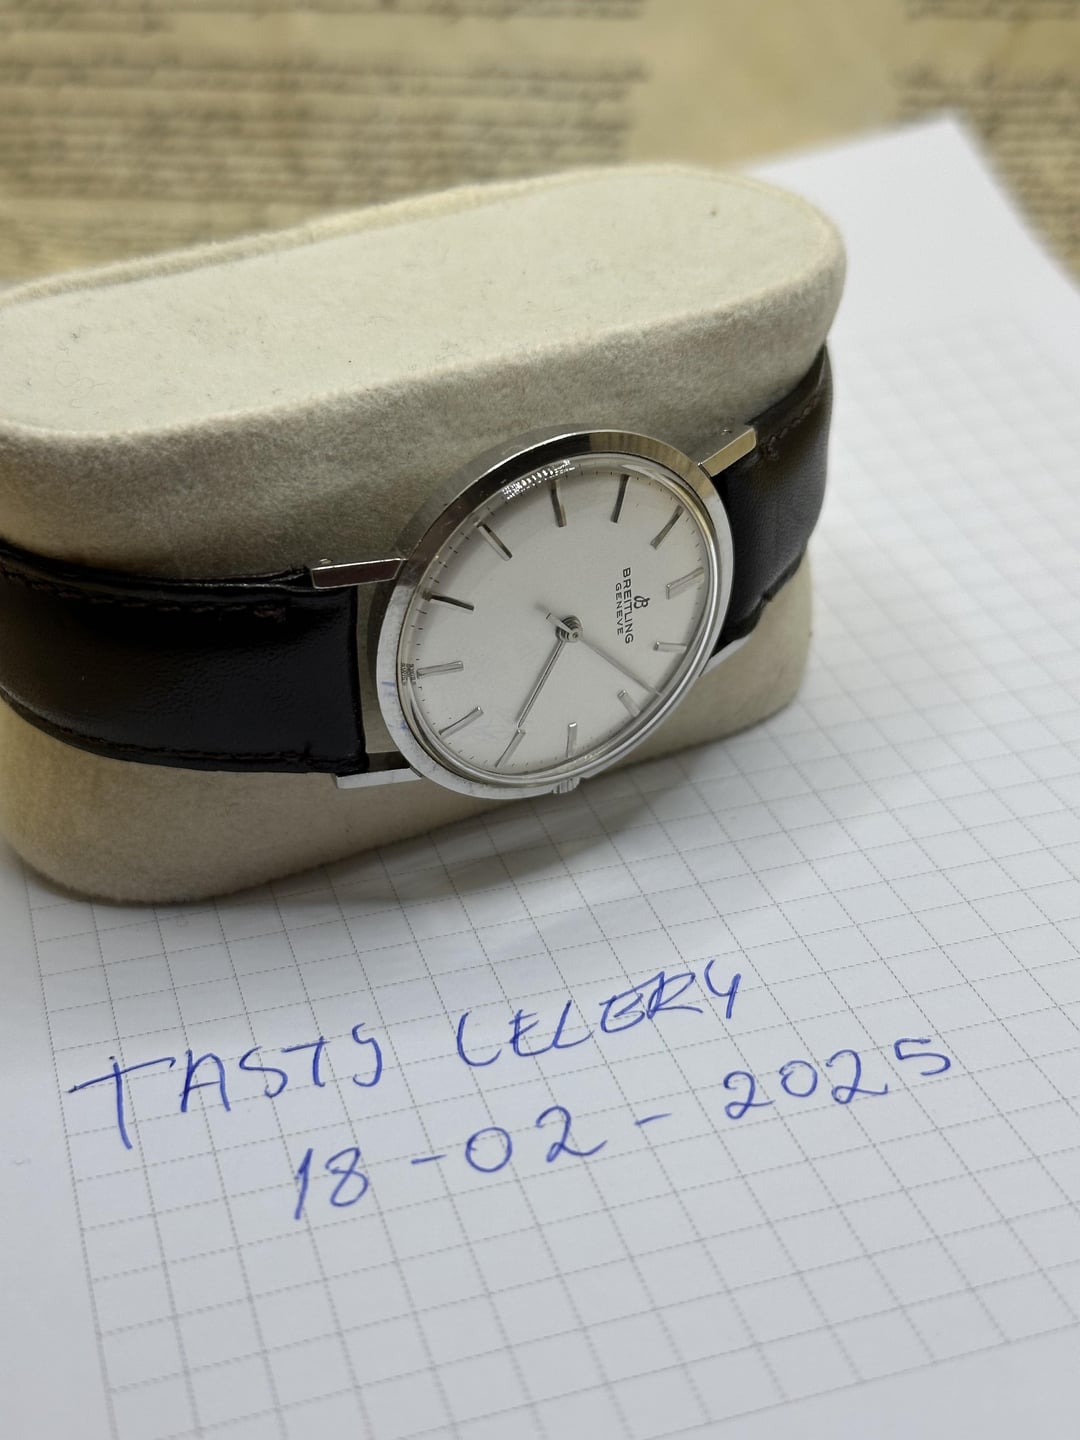 BREITLING
GENEVE
TASTY CELERY
18-02-2025